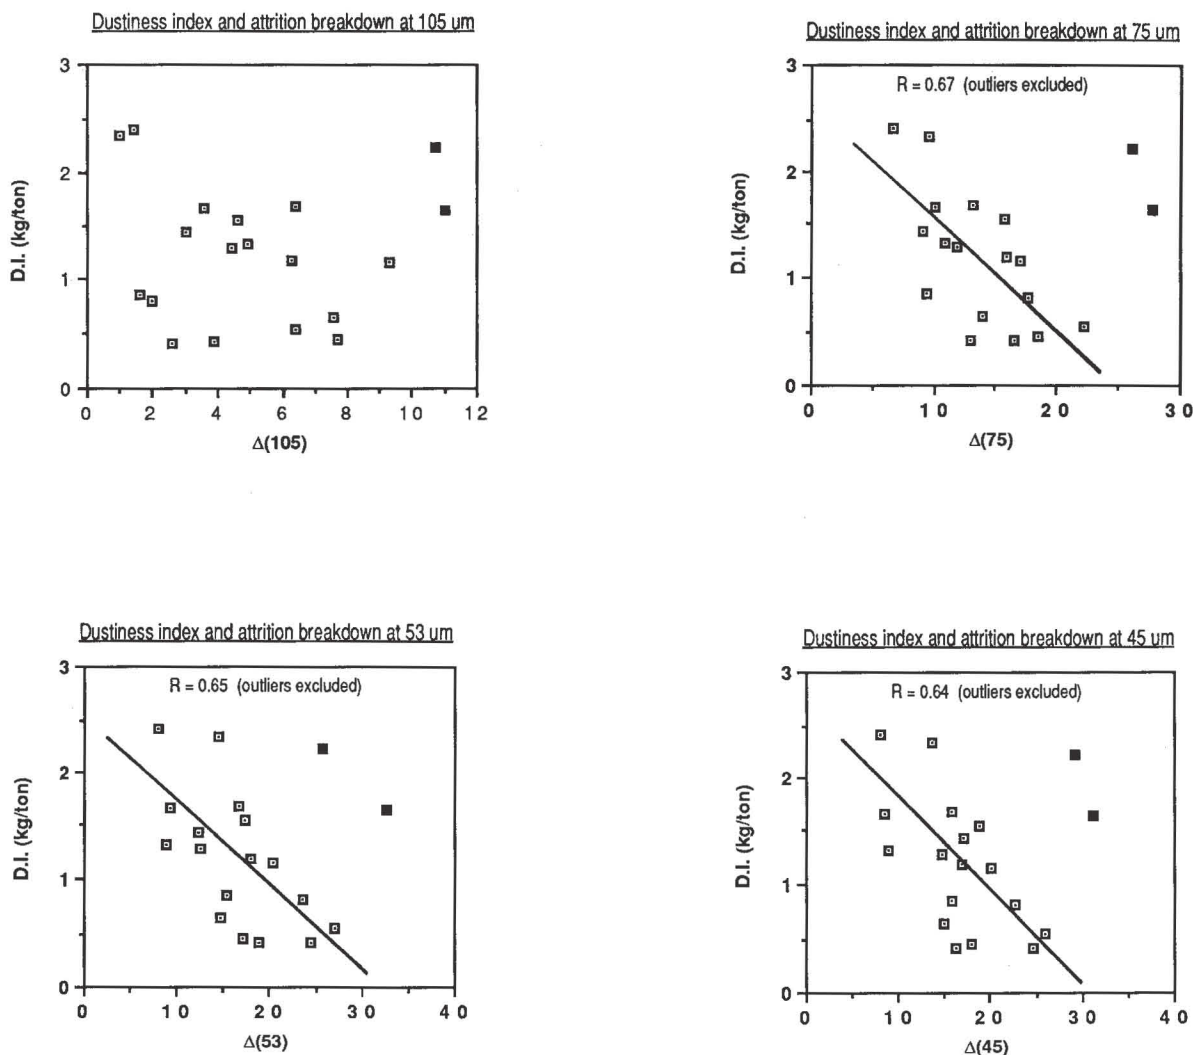 Dustiness index and attrition breakdown at 105 um
3
2
1
0
D.I. (kg/ton)
0 2 4 6 8 10 12
Δ(105)
Dustiness index and attrition breakdown at 75 um
R = 0.67 (outliers excluded)
3
2
1
0
D.I. (kg/ton)
0 10 20 30
Δ(75)
Dustiness index and attrition breakdown at 53 um
R = 0.65 (outliers excluded)
3
2
1
0
D.I. (kg/ton)
0 10 20 30 40
Δ(53)
Dustiness index and attrition breakdown at 45 um
R = 0.64 (outliers excluded)
3
2
1
0
D.I. (kg/ton)
0 10 20 30 40
Δ(45)